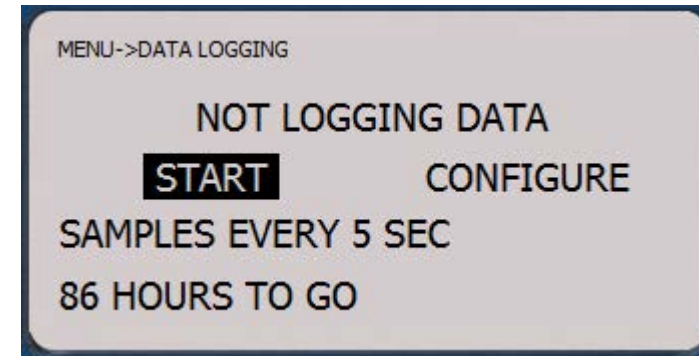 MENU->DATA LOGGING
NOT LOGGING DATA
START CONFIGURE
SAMPLES EVERY 5 SEC
86 HOURS TO GO